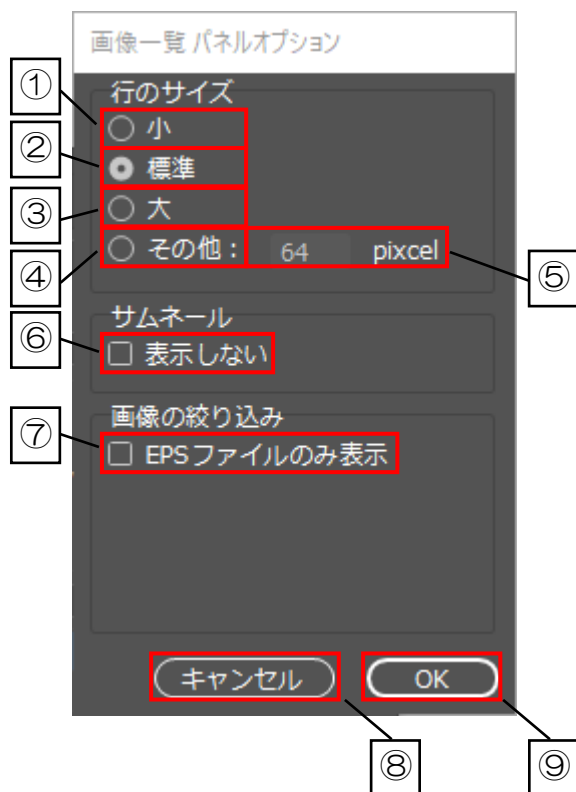 画像一覧 パネルオプション
① 行のサイズ
○ 小
② 標準
③ 大
④ その他： 64 pixcel ⑤
サムネール
⑥ 表示しない
画像の絞り込み
⑦ EPSファイルのみ表示
キャンセル OK
⑧ ⑨